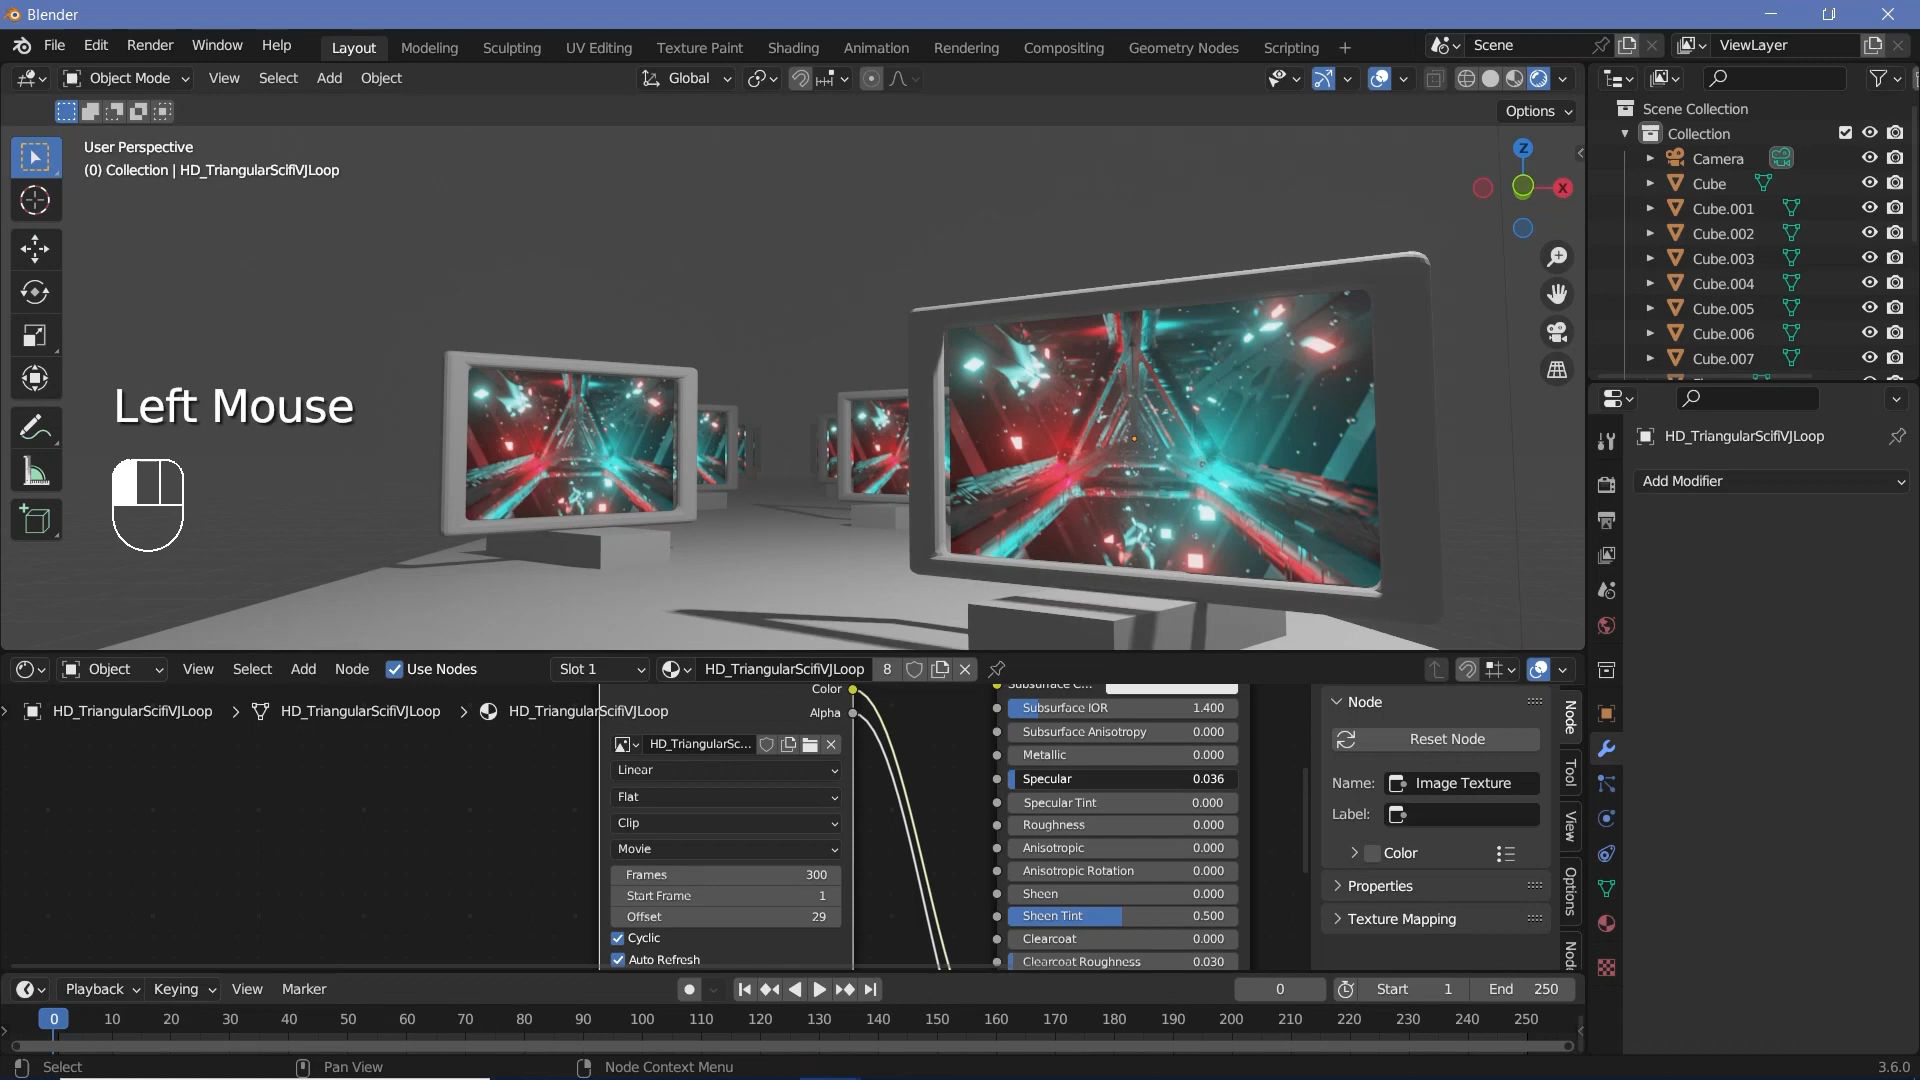 Blender
File Edit Render Window Help
Layout Modeling Sculpting UV Editing Texture Paint Shading Animation Rendering Compositing Geometry Nodes Scripting +
Scene
ViewLayer
Object Mode View Select Add Object
Global
Options
User Perspective
(0) Collection | HD_TriangularScifiVJLoop
Z
X
Left Mouse
Scene Collection
Collection
Camera
Cube
Cube.001
Cube.002
Cube.003
Cube.004
Cube.005
Cube.006
Cube.007
HD_TriangularScifiVJLoop
Add Modifier
Object View Select Add Node Use Nodes
Slot 1
HD_TriangularScifiVJLoop 8
HD_TriangularScifiVJLoop > HD_TriangularScifiVJLoop > HD_TriangularScifiVJLoop
Color
Alpha
HD_TriangularSc...
Linear
Flat
Clip
Movie
Frames 300
Start Frame 1
Offset 29
Cyclic
Auto Refresh
Subsurface C...
Subsurface IOR 1.400
Subsurface Anisotropy 0.000
Metallic 0.000
Specular 0.036
Specular Tint 0.000
Roughness 0.000
Anisotropic 0.000
Anisotropic Rotation 0.000
Sheen 0.000
Sheen Tint 0.500
Clearcoat 0.000
Clearcoat Roughness 0.030
Node
Reset Node
Name: Image Texture
Label:
Color
Properties
Texture Mapping
Node
Tool
View
Options
Playback Keying View Marker
0
Start 1 End 250
0 10 20 30 40 50 60 70 80 90 100 110 120 130 140 150 160 170 180 190 200 210 220 230 240 250
Select
Pan View
Node Context Menu
3.6.0